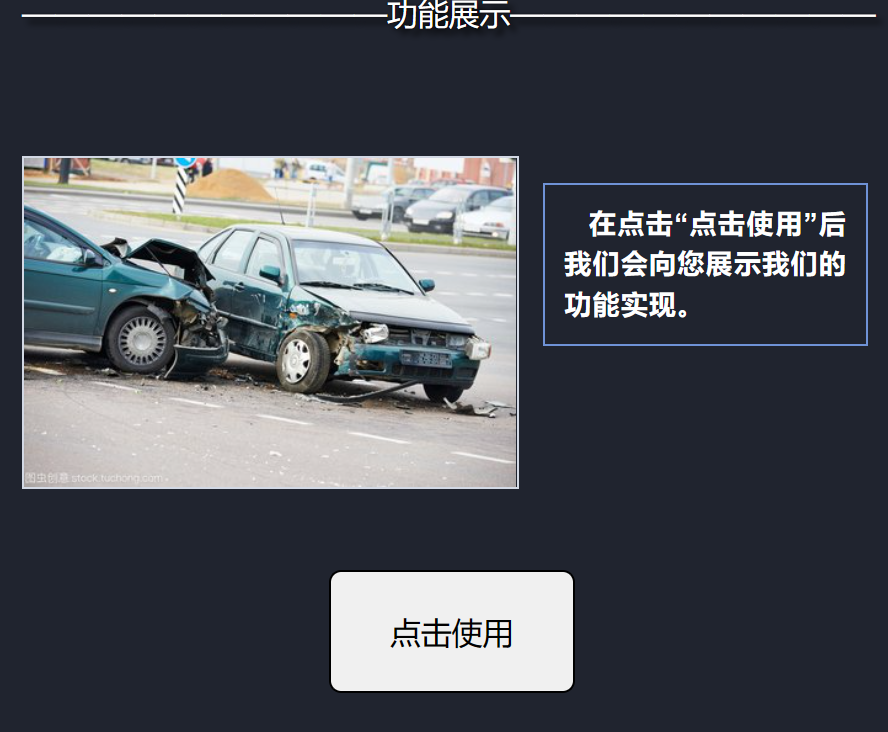 功能展示
在点击“点击使用”后
我们会向您展示我们的
功能实现。
图虫创意 stock.tuchong.com
点击使用